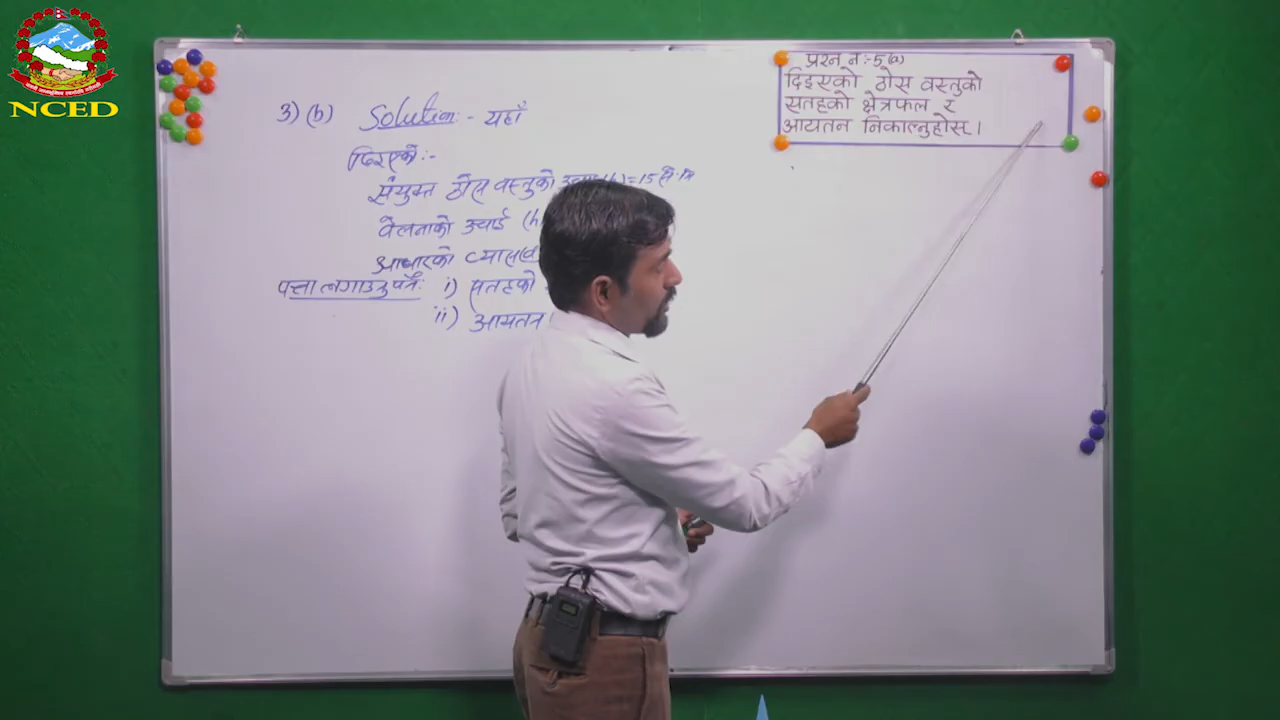 NCED
प्रश्न नं :-5(a)
दिइएको ठोस वस्तुको
सतहको क्षेत्रफल र
आयतन निकाल्नुहोस् ।
3) (b) Solution :- यहाँ
दिइएको :-
संयुक्त ठोस वस्तुको = 15 से.मि
वेलनाको उचाई (h
आधारको व्यास
पत्ता लगाउनु पर्ने: i) सतहको
ii) आयतन